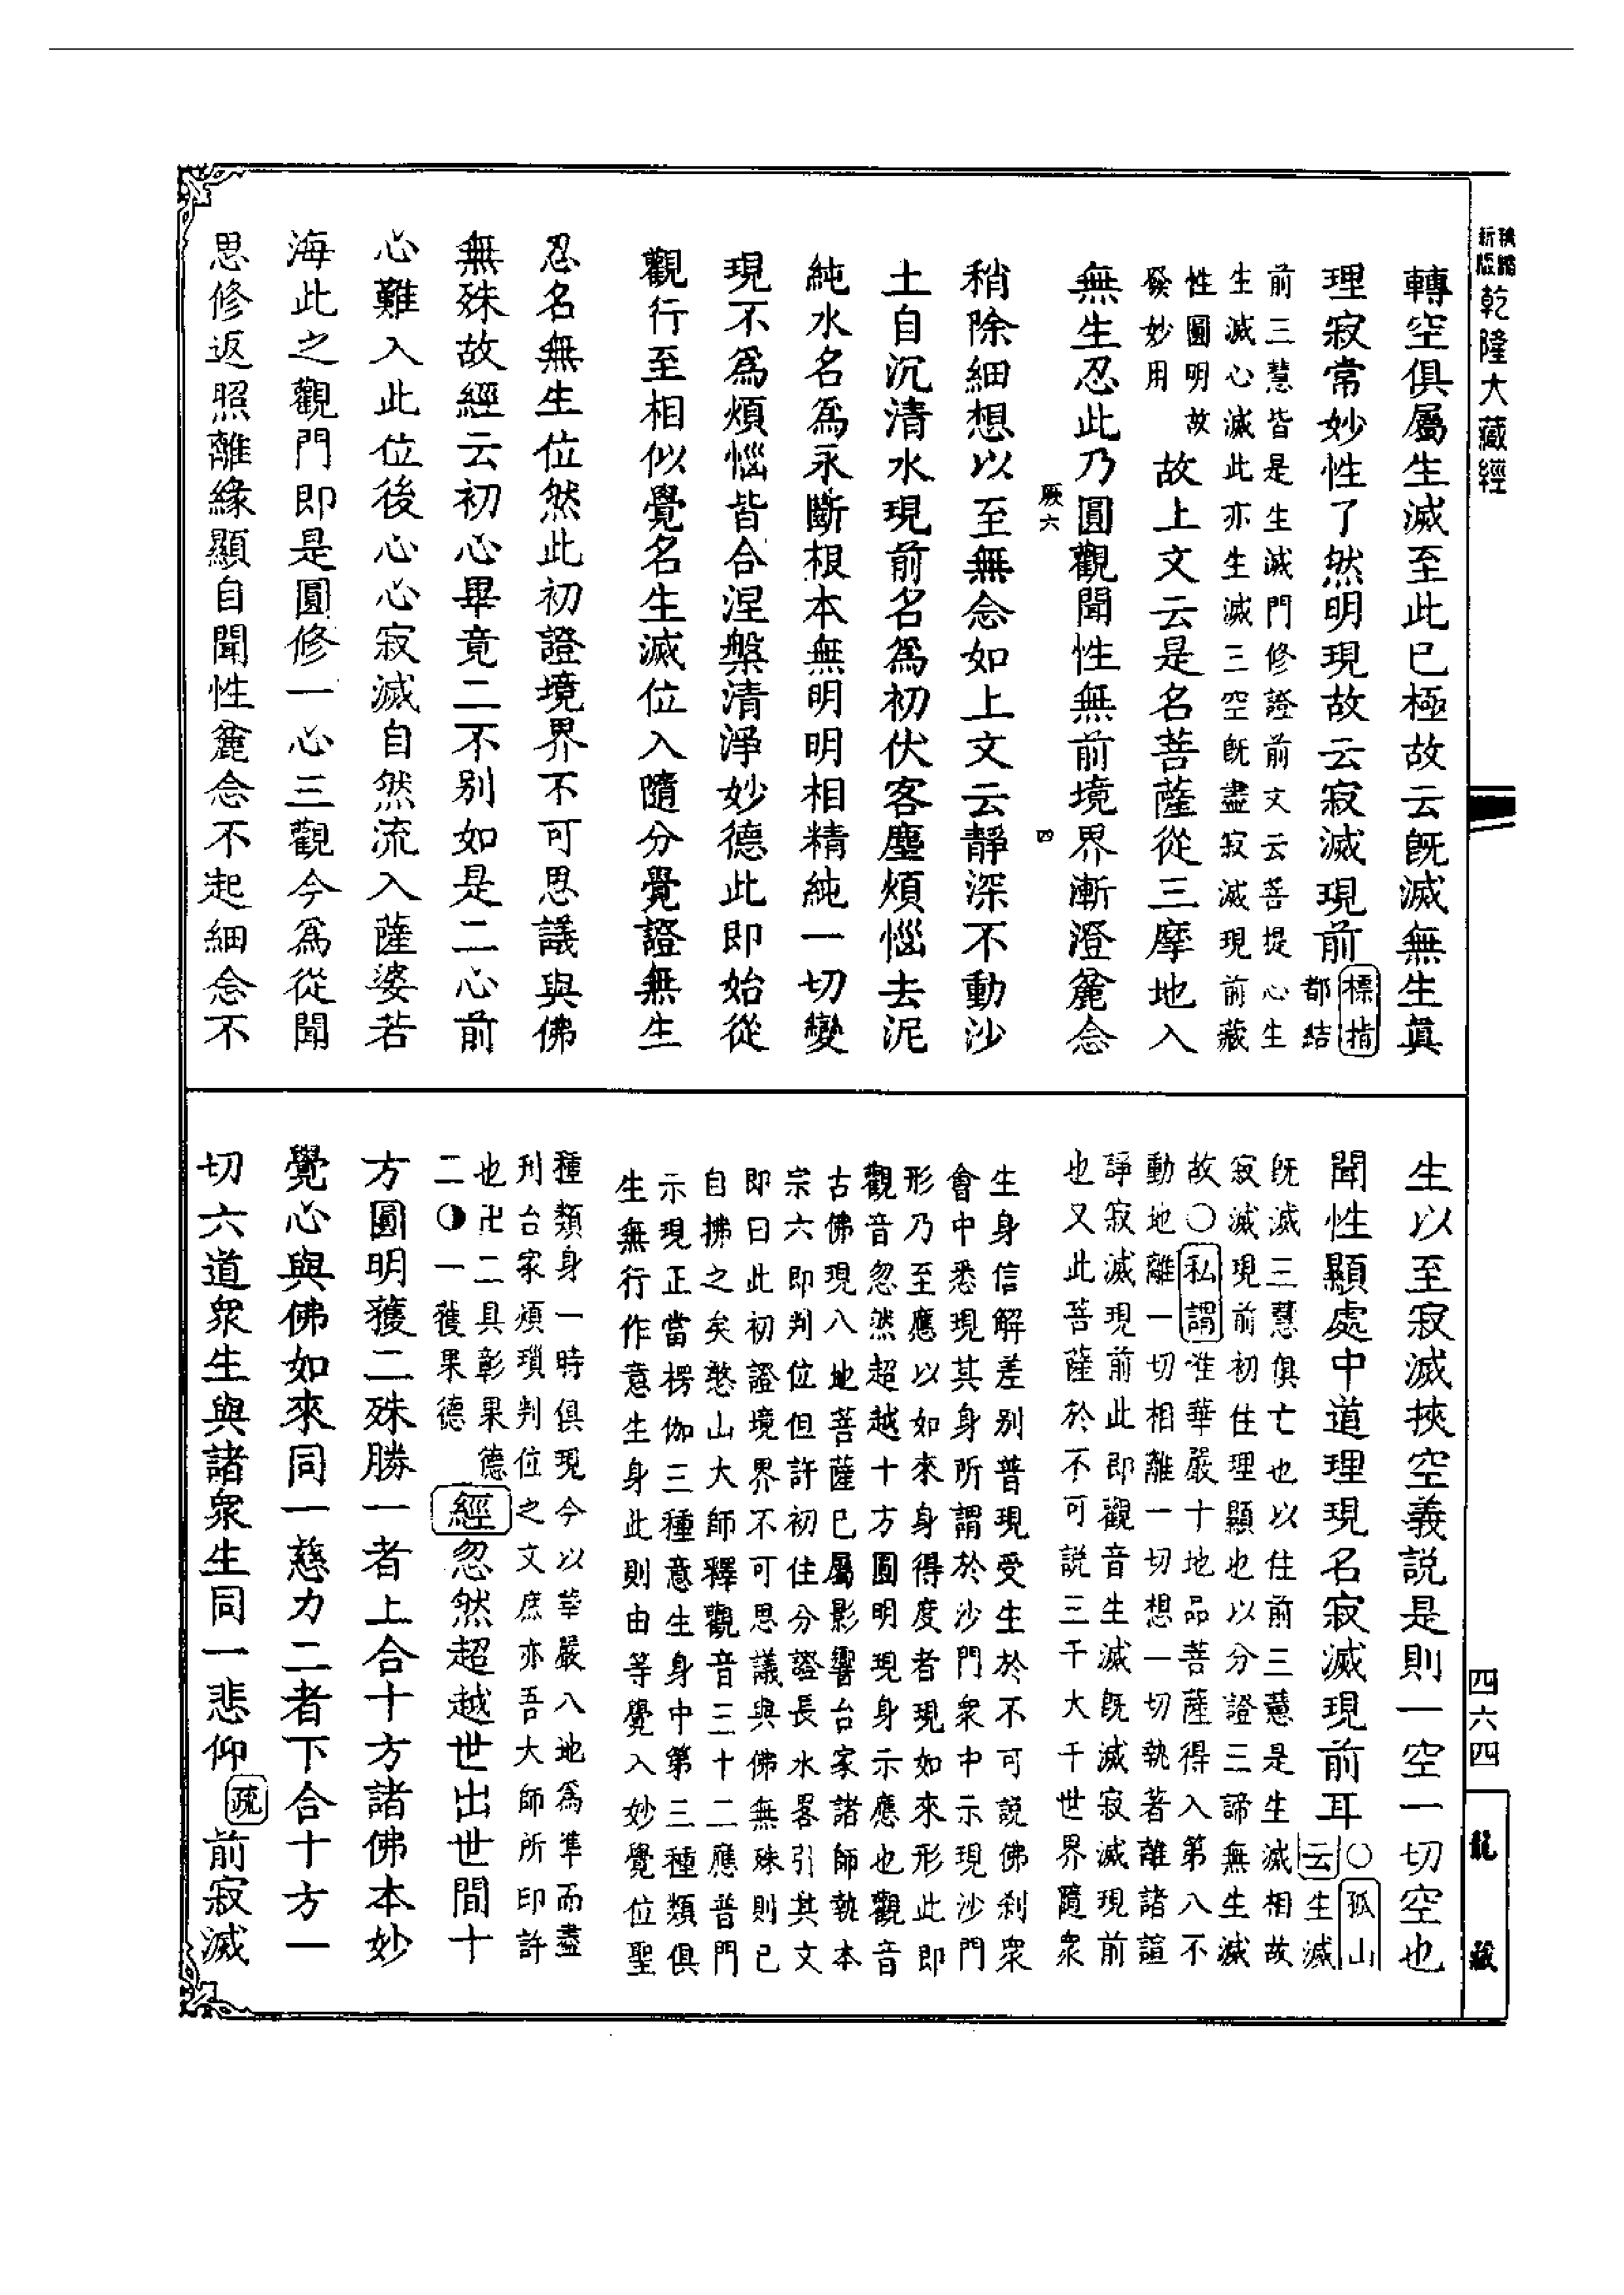 新版 乾隆大藏經
轉空俱屬生滅至此已極故云既滅無生眞
理寂常妙性了然明現故云寂滅現前標指
都結
前三慧皆是生滅門修證前文云菩提心生
生滅心滅此亦生滅三空既盡寂滅現前藏
性圓明故
發妙用
故上文云是名菩薩從三摩地入
無生忍此乃圓觀聞性無前境界漸澄麄念
厥六
四
稍除細想以至無念如上文云靜深不動沙
土自沉清水現前名爲初伏客塵煩惱去泥
純水名爲永斷根本無明明相精純一切變
現不爲煩惱皆合涅槃清淨妙德此即始從
觀行至相似覺名生滅位入隨分覺證無生
忍名無生位然此初證境界不可思議與佛
無殊故經云初心畢竟二不別如是二心前
心難入此位後心心寂滅自然流入薩婆若
海此之觀門即是圓修一心三觀今爲從聞
思修返照離緣顯自聞性麄念不起細念不
生以至寂滅挾空義説是則一空一切空也
聞性顯處中道理現名寂滅現前耳〇孤山
云生滅
既滅三慧俱亡也以住前三慧是生滅相故
寂滅現前初住理顯也以分證三諦無生滅
故〇私謂准華嚴十地品菩薩得入第八不
動地離一切相離一切想一切執著離諸諠
諍寂滅現前此即觀音生滅既滅寂滅現前
也又此菩薩於不可説三千大千世界隨衆
生身信解差別普現受生於不可説佛刹衆
會中悉現其身所謂於沙門衆中示現沙門
形乃至應以如來身得度者現如來形此即
觀音忽然超越十方圓明現身示應也觀音
古佛現八地菩薩已屬影響台家諸師執本
宗六即判位但許初住分證長水畧引其文
即曰此初證境界不可思議與佛無殊則已
自拂之矣憨山大師釋觀音三十二應普門
示現正當楞伽三種意生身中第三種類俱
生無行作意生身此則由等覺入妙覺位聖
種類身一時俱現今以華嚴八地爲準而盡
刋台家煩瑣判位之文庶亦吾大師所印許
也卍二具彰果德
二◑一獲果德
經忽然超越世出世間十
方圓明獲二殊勝一者上合十方諸佛本妙
覺心與佛如來同一慈力二者下合十方一
切六道衆生與諸衆生同一悲仰疏前寂滅
四六四
龍藏